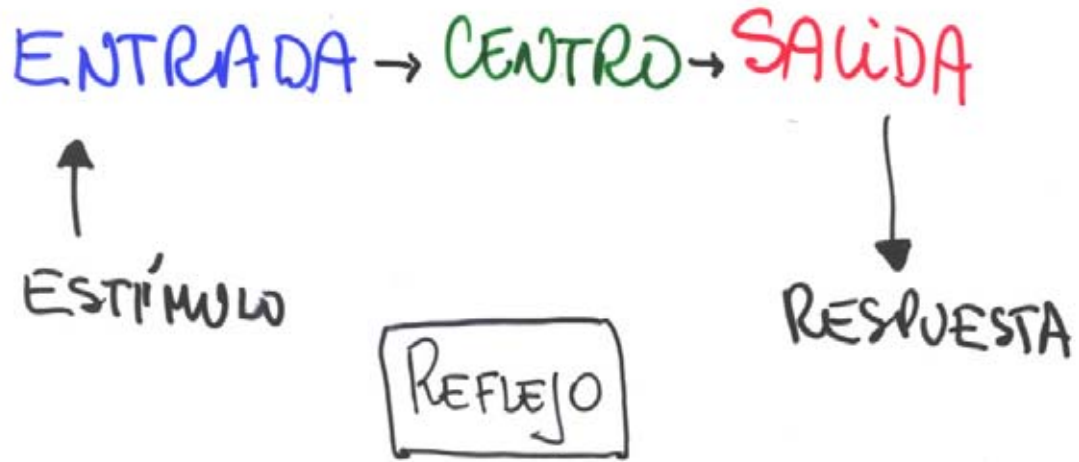 ENTRADA → CENTRO → SALIDA
ESTÍMULO
RESPUESTA
REFLEJO